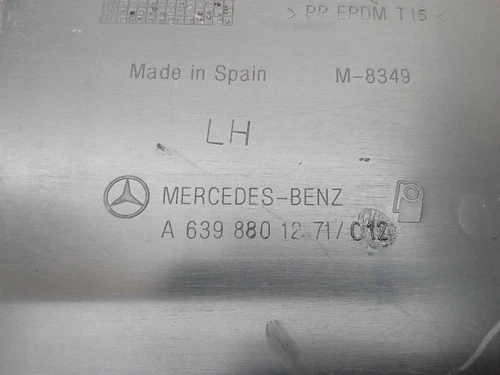 > PP EPDM T15 <
Made in Spain M-8349
LH
MERCEDES-BENZ
A 639 880 12 71/ C12